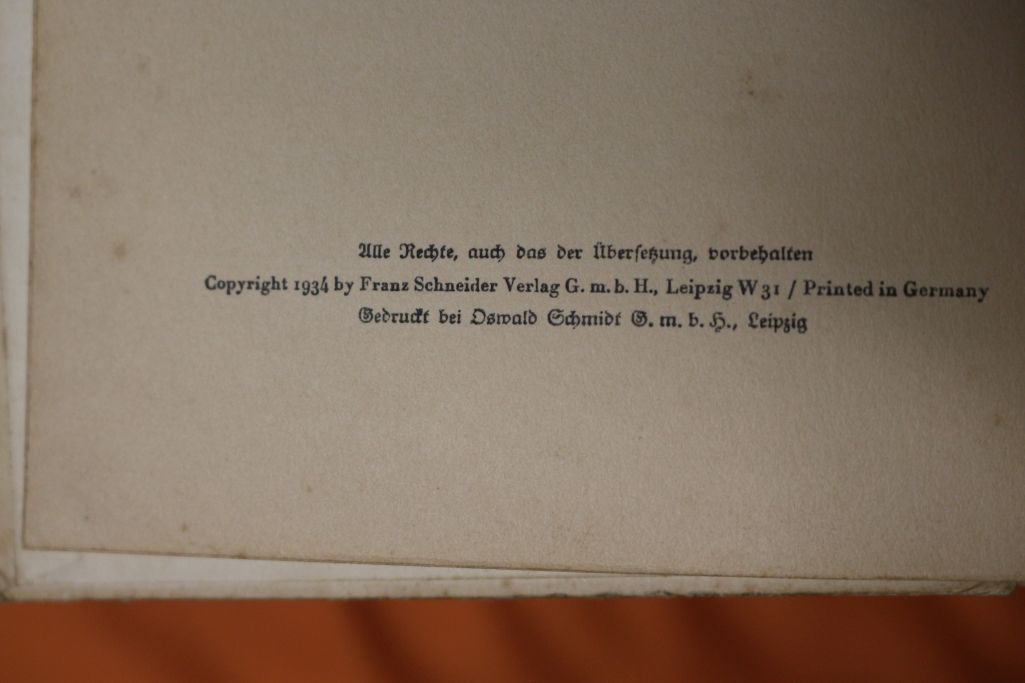 Alle Rechte, auch das der Übersetzung, vorbehalten
Copyright 1934 by Franz Schneider Verlag G. m. b. H., Leipzig W 31 / Printed in Germany
Gedruckt bei Oswald Schmidt G. m. b. H., Leipzig